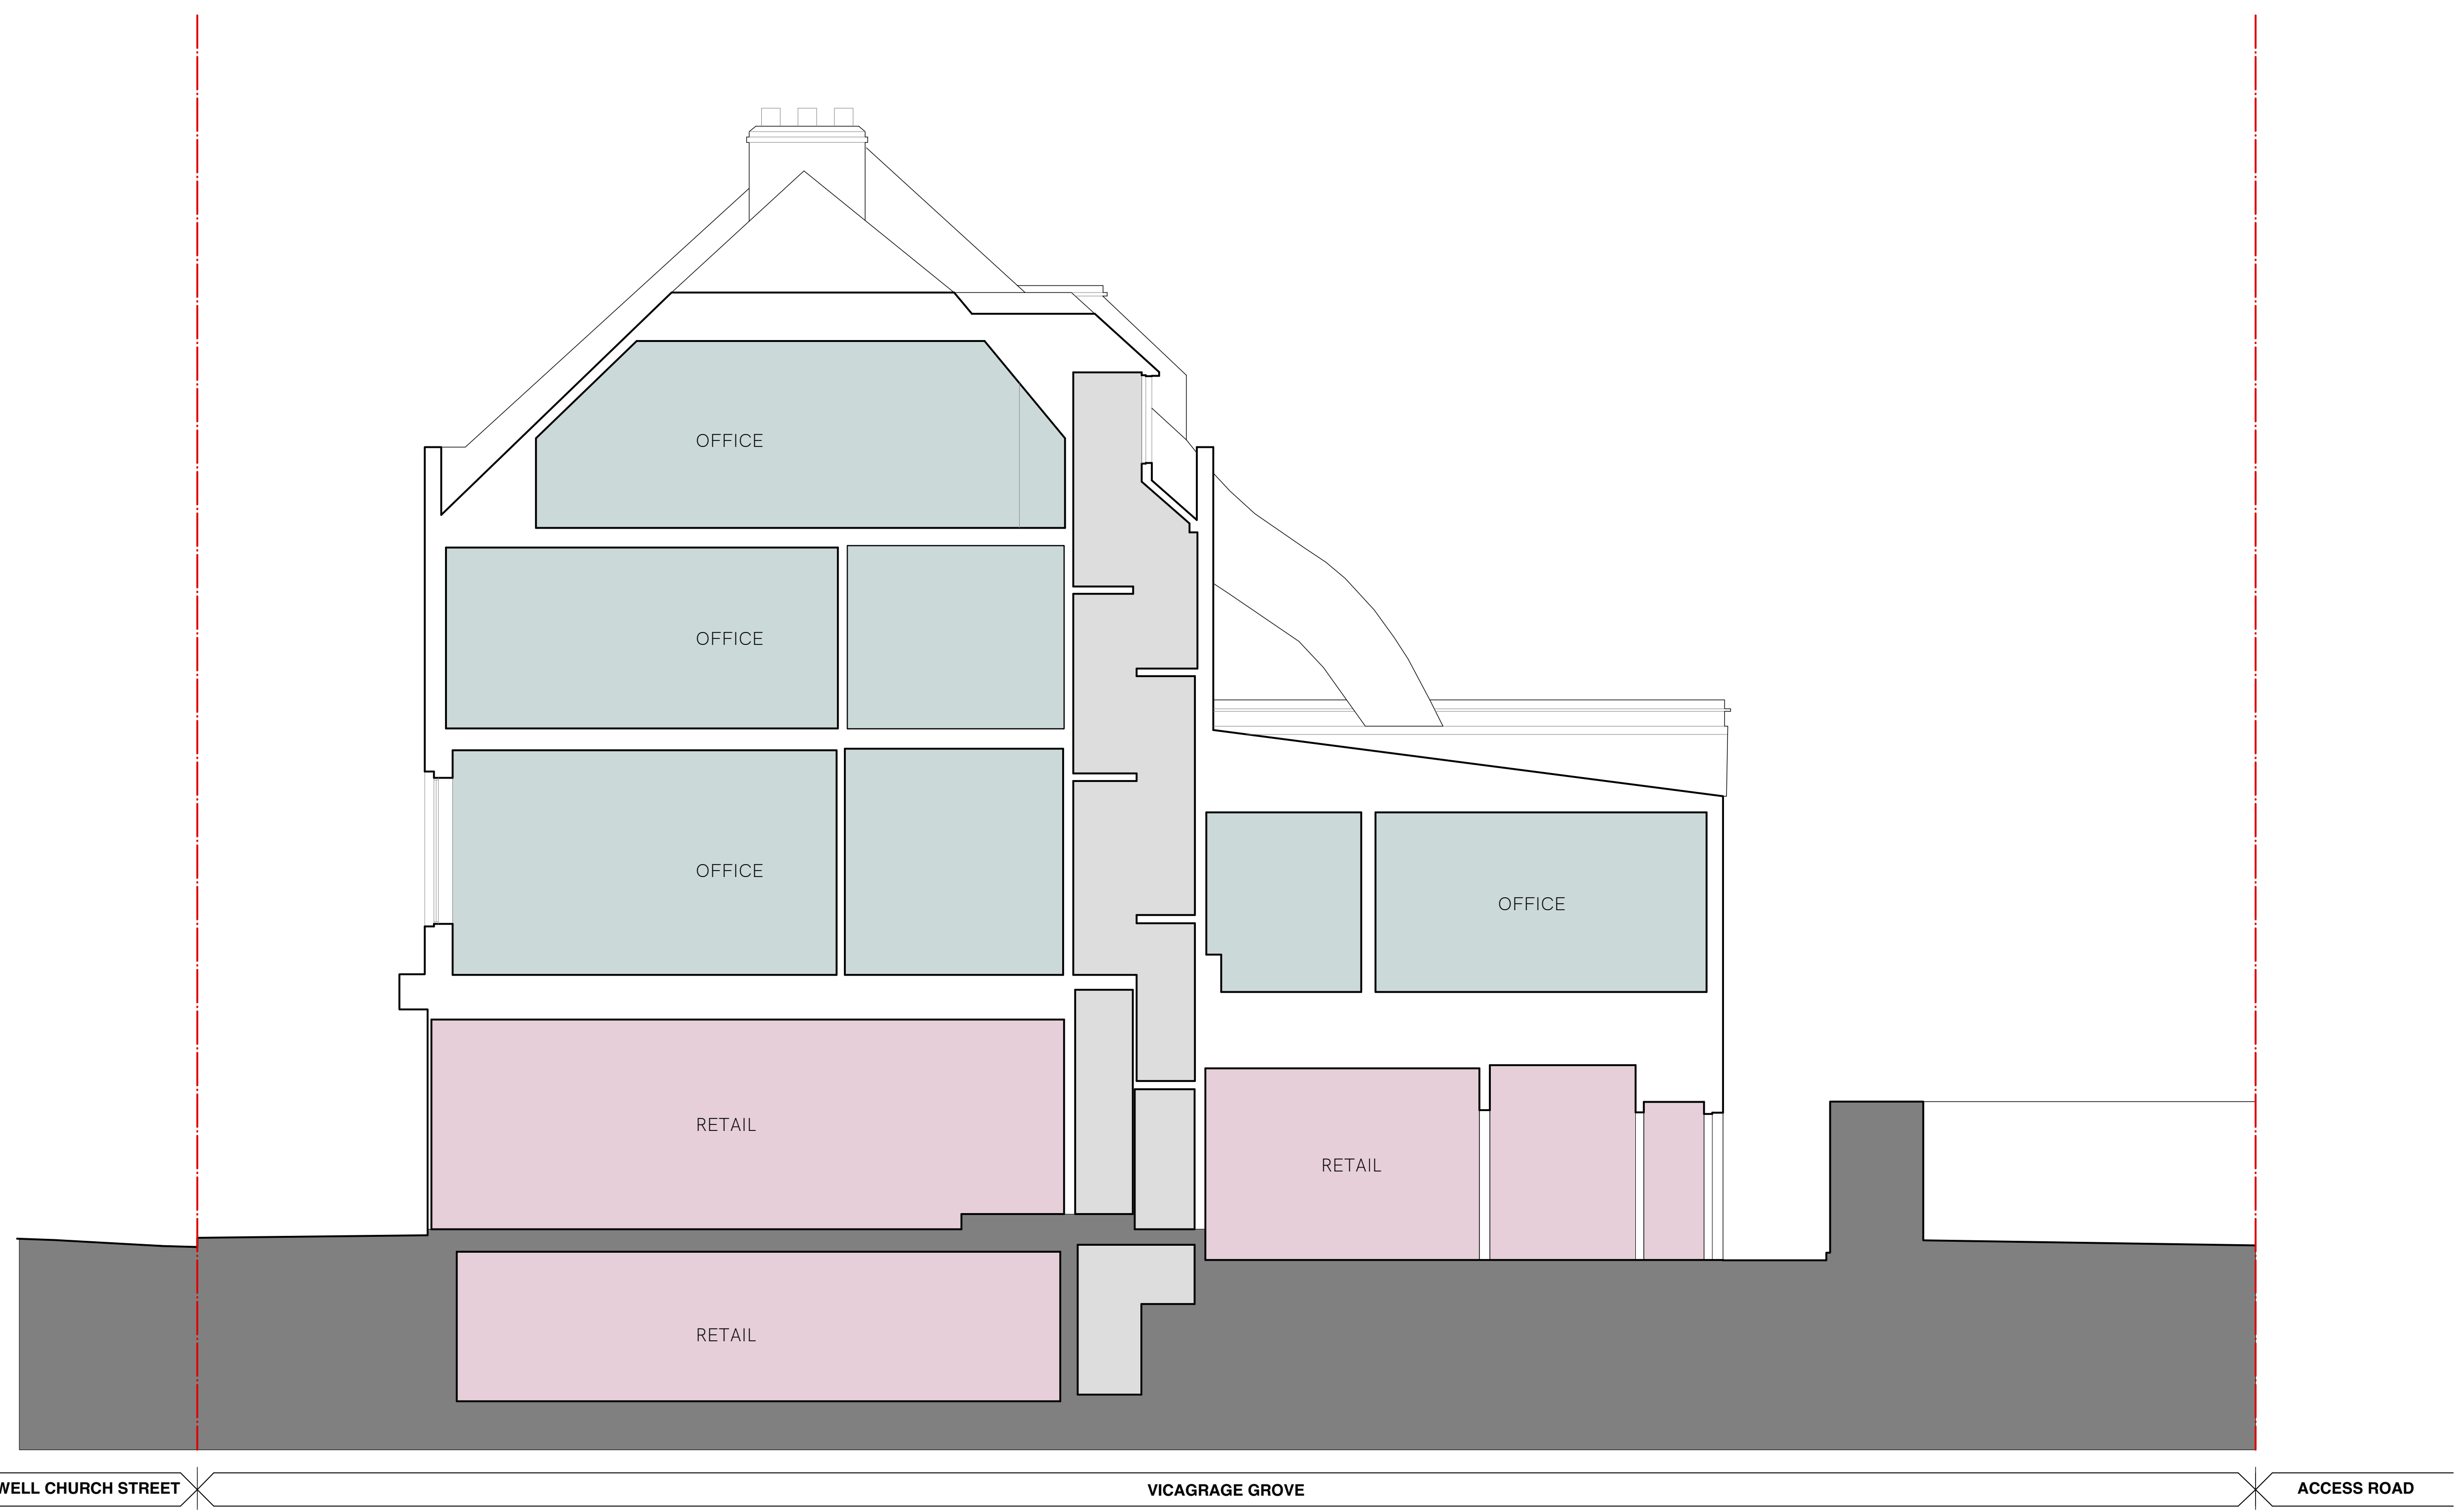 OFFICE
OFFICE
OFFICE
OFFICE
RETAIL
RETAIL
RETAIL
WELL CHURCH STREET
VICAGRAGE GROVE
ACCESS ROAD